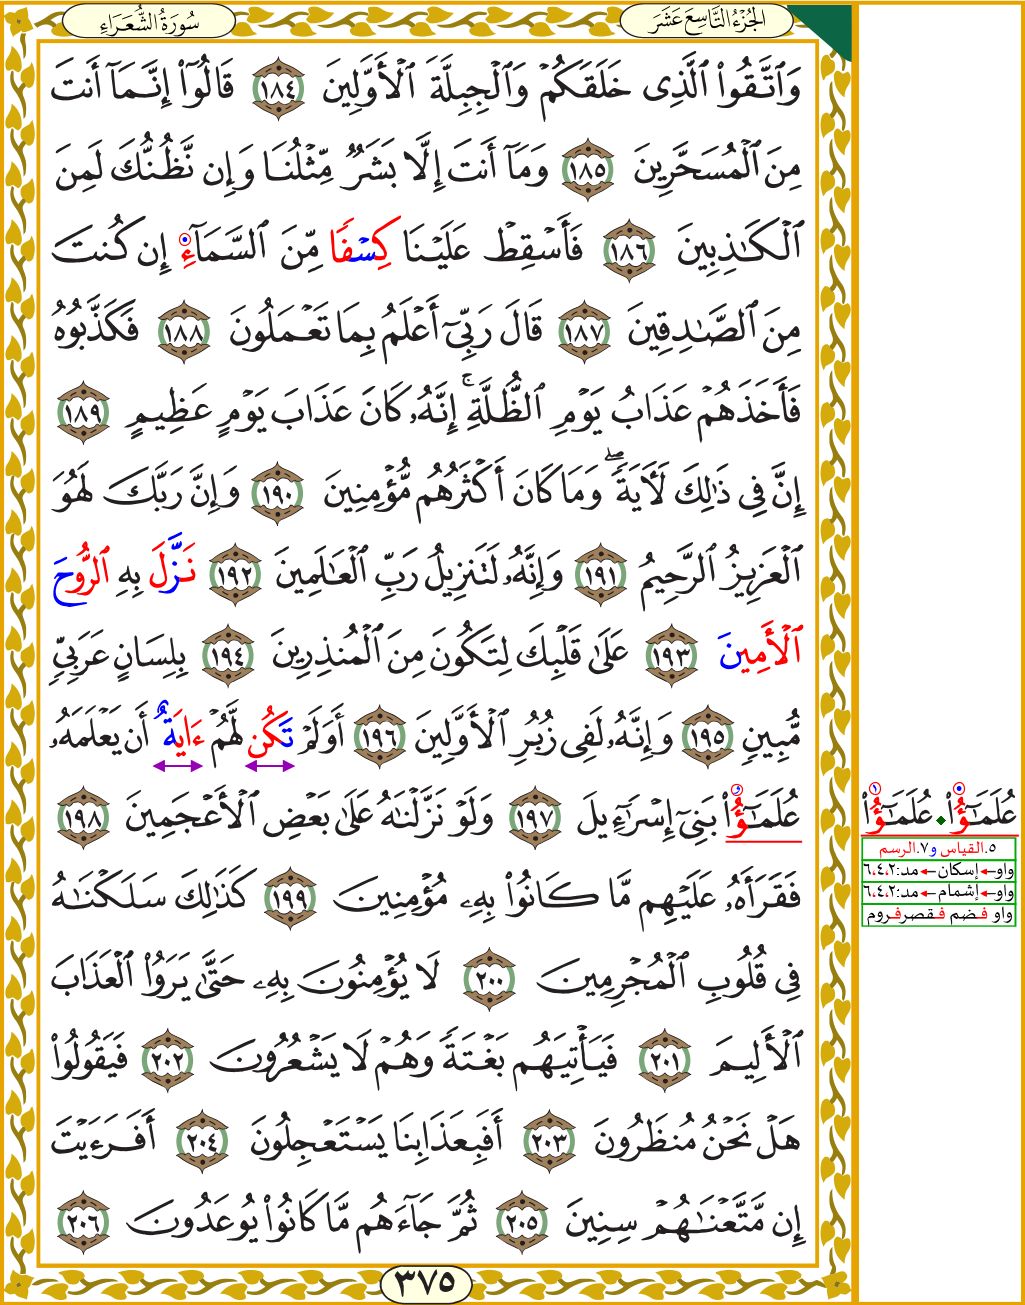 الجُزْءُ التَّاسِعَ عَشَرَ
سُورَةُ الشُّعَرَاءِ
وَٱتَّقُوا۟ ٱلَّذِى خَلَقَكُمْ وَٱلْجِبِلَّةَ ٱلْأَوَّلِينَ ١٨٤ قَالُوٓا۟ إِنَّمَآ أَنتَ
مِنَ ٱلْمُسَحَّرِينَ ١٨٥ وَمَآ أَنتَ إِلَّا بَشَرٌ مِّثْلُنَا وَإِن نَّظُنُّكَ لَمِنَ
ٱلْكَـٰذِبِينَ ١٨٦ فَأَسْقِطْ عَلَيْنَا كِسْفًا مِّنَ ٱلسَّمَآءِ إِن كُنتَ
مِنَ ٱلصَّـٰدِقِينَ ١٨٧ قَالَ رَبِّىٓ أَعْلَمُ بِمَا تَعْمَلُونَ ١٨٨ فَكَذَّبُوهُ
فَأَخَذَهُمْ عَذَابُ يَوْمِ ٱلظُّلَّةِ ۚ إِنَّهُۥ كَانَ عَذَابَ يَوْمٍ عَظِيمٍ ١٨٩
إِنَّ فِى ذَٰلِكَ لَـَٔايَةً ۖ وَمَا كَانَ أَكْثَرُهُم مُّؤْمِنِينَ ١٩٠ وَإِنَّ رَبَّكَ لَهُوَ
ٱلْعَزِيزُ ٱلرَّحِيمُ ١٩١ وَإِنَّهُۥ لَتَنزِيلُ رَبِّ ٱلْعَـٰلَمِينَ ١٩٢ نَزَّلَ بِهِ ٱلرُّوحَ
ٱلْأَمِينَ ١٩٣ عَلَىٰ قَلْبِكَ لِتَكُونَ مِنَ ٱلْمُنذِرِينَ ١٩٤ بِلِسَانٍ عَرَبِىٍّ
مُّبِينٍ ١٩٥ وَإِنَّهُۥ لَفِى زُبُرِ ٱلْأَوَّلِينَ ١٩٦ أَوَلَمْ تَكُن لَّهُمْ ءَايَةٌ أَن يَعْلَمَهُۥ
عُلَمَـٰٓؤُا۟ بَنِىٓ إِسْرَٰٓءِيلَ ١٩٧ وَلَوْ نَزَّلْنَـٰهُ عَلَىٰ بَعْضِ ٱلْأَعْجَمِينَ ١٩٨
فَقَرَأَهُۥ عَلَيْهِم مَّا كَانُوا۟ بِهِۦ مُؤْمِنِينَ ١٩٩ كَذَٰلِكَ سَلَكْنَـٰهُ
فِى قُلُوبِ ٱلْمُجْرِمِينَ ٢٠٠ لَا يُؤْمِنُونَ بِهِۦ حَتَّىٰ يَرَوُا۟ ٱلْعَذَابَ
ٱلْأَلِيمَ ٢٠١ فَيَأْتِيَهُم بَغْتَةً وَهُمْ لَا يَشْعُرُونَ ٢٠٢ فَيَقُولُوا۟
هَلْ نَحْنُ مُنظَرُونَ ٢٠٣ أَفَبِعَذَابِنَا يَسْتَعْجِلُونَ ٢٠٤ أَفَرَءَيْتَ
إِن مَّتَّعْنَـٰهُمْ سِنِينَ ٢٠٥ ثُمَّ جَآءَهُم مَّا كَانُوا۟ يُوعَدُونَ ٢٠٦
٣٧٥
عُلَمَـٰٓؤُا۟ • عُلَمَـٰٓؤُا۟
٥.القياس و٧.الرسم
واو←إسكان←مد:٦،٤،٢
واو←إشمام←مد:٦،٤،٢
واو فضم فقصرفروم